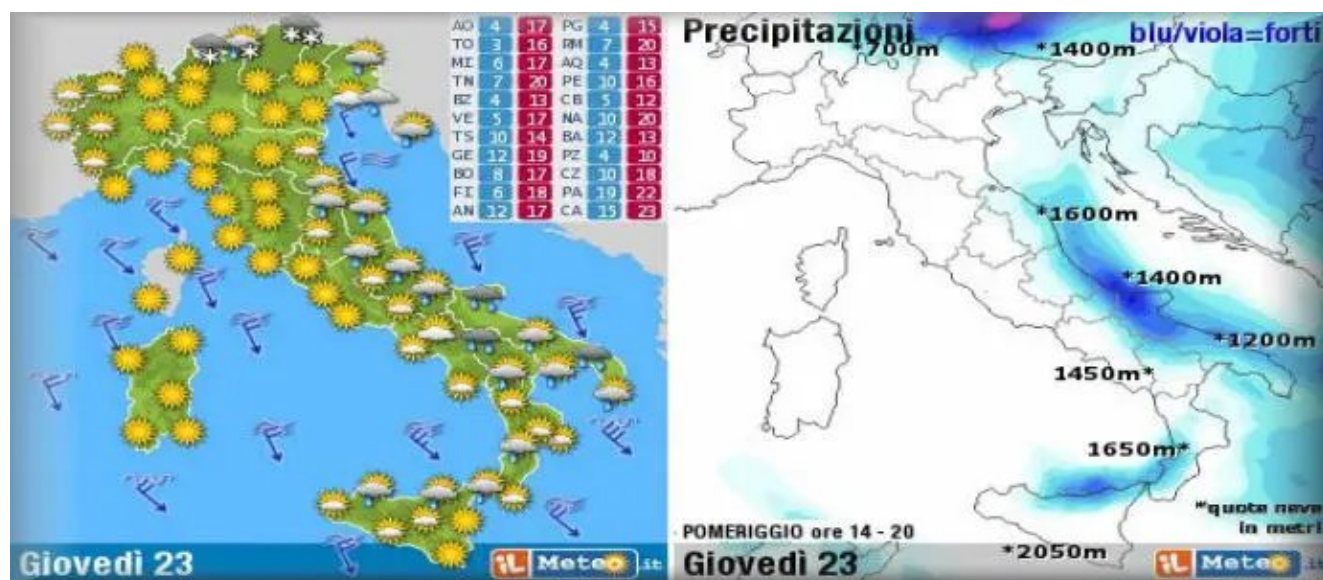 AO 4 17 PG 4 15
TO 3 16 RM 7 20
MI 6 17 AQ 4 13
TN 7 20 PE 10 16
BZ 4 13 CB 5 12
VE 5 17 NA 10 20
TS 10 14 BA 12 13
GE 12 19 PZ 4 10
BO 8 17 CZ 10 18
FI 6 18 PA 19 22
AN 12 17 CA 15 23
Giovedì 23
iL Meteo.it
Precipitazioni
blu/viola=forti
*700m
*1400m
*1600m
*1400m
*1200m
1450m*
1650m*
*quote neve
in metri
POMERIGGIO ore 14 - 20
*2050m
Giovedì 23
iL Meteo.it